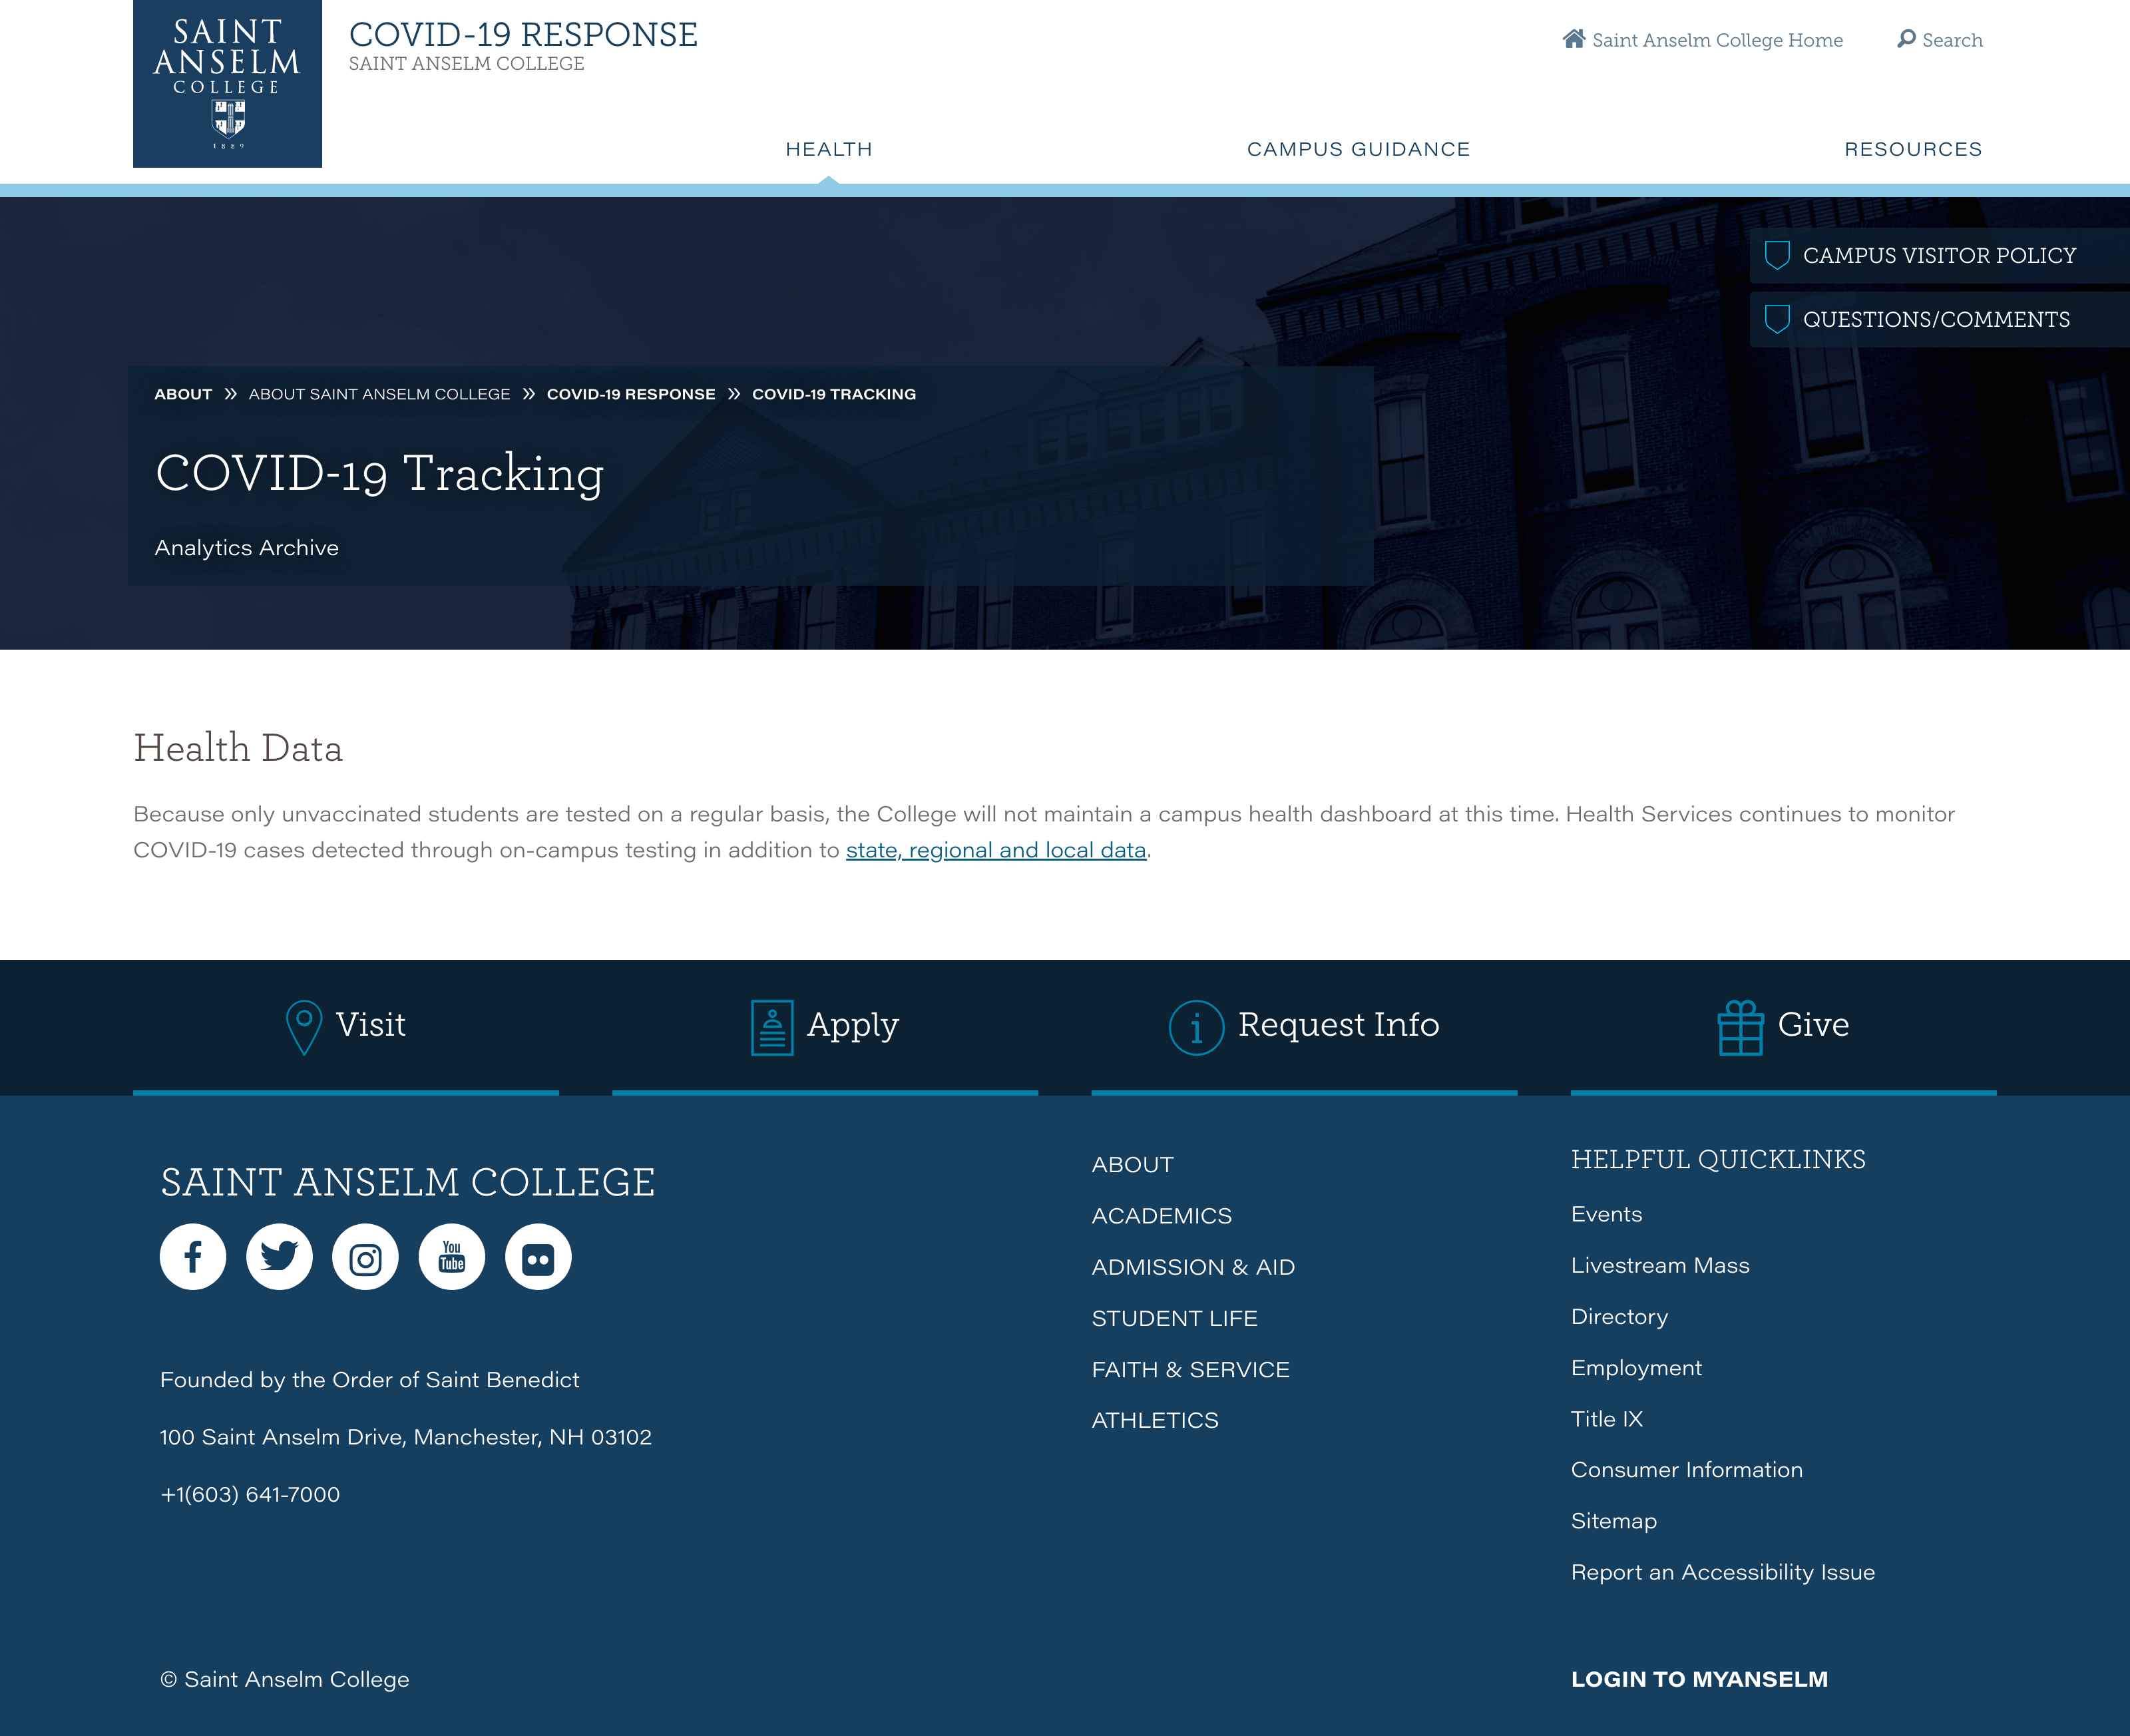 SAINT
ANSELM
COLLEGE
1889
COVID-19 RESPONSE
SAINT ANSELM COLLEGE
Saint Anselm College Home
Search
HEALTH
CAMPUS GUIDANCE
RESOURCES
CAMPUS VISITOR POLICY
QUESTIONS/COMMENTS
ABOUT » ABOUT SAINT ANSELM COLLEGE » COVID-19 RESPONSE » COVID-19 TRACKING
COVID-19 Tracking
Analytics Archive
Health Data
Because only unvaccinated students are tested on a regular basis, the College will not maintain a campus health dashboard at this time. Health Services continues to monitor
COVID-19 cases detected through on-campus testing in addition to state, regional and local data.
Visit
Apply
Request Info
Give
SAINT ANSELM COLLEGE
You
Tube
Founded by the Order of Saint Benedict
100 Saint Anselm Drive, Manchester, NH 03102
+1(603) 641-7000
ABOUT
ACADEMICS
ADMISSION & AID
STUDENT LIFE
FAITH & SERVICE
ATHLETICS
HELPFUL QUICKLINKS
Events
Livestream Mass
Directory
Employment
Title IX
Consumer Information
Sitemap
Report an Accessibility Issue
© Saint Anselm College
LOGIN TO MYANSELM